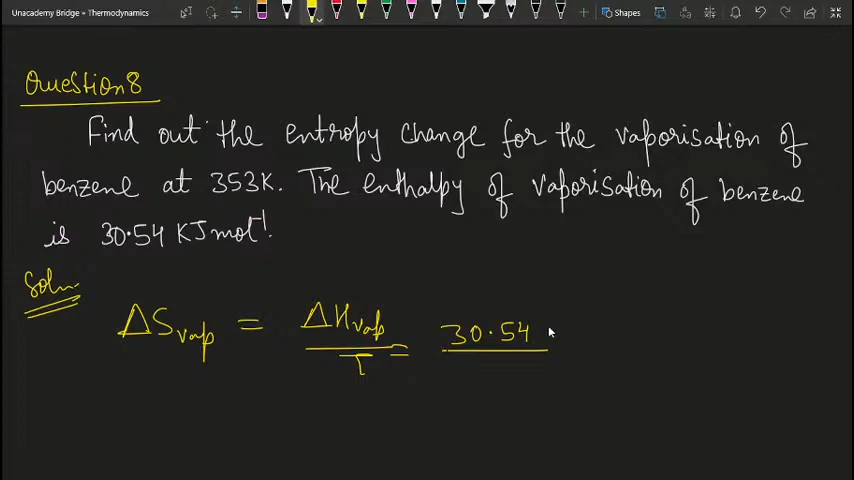 Unacademy Bridge - Thermodynamics
Shapes
Question 8
Find out the entropy change for the vaporisation of
benzene at 353K. The enthalpy of vaporisation of benzene
is 30.54 KJmol⁻¹.
Soln.
ΔSvap = ΔHvap / T = 30.54